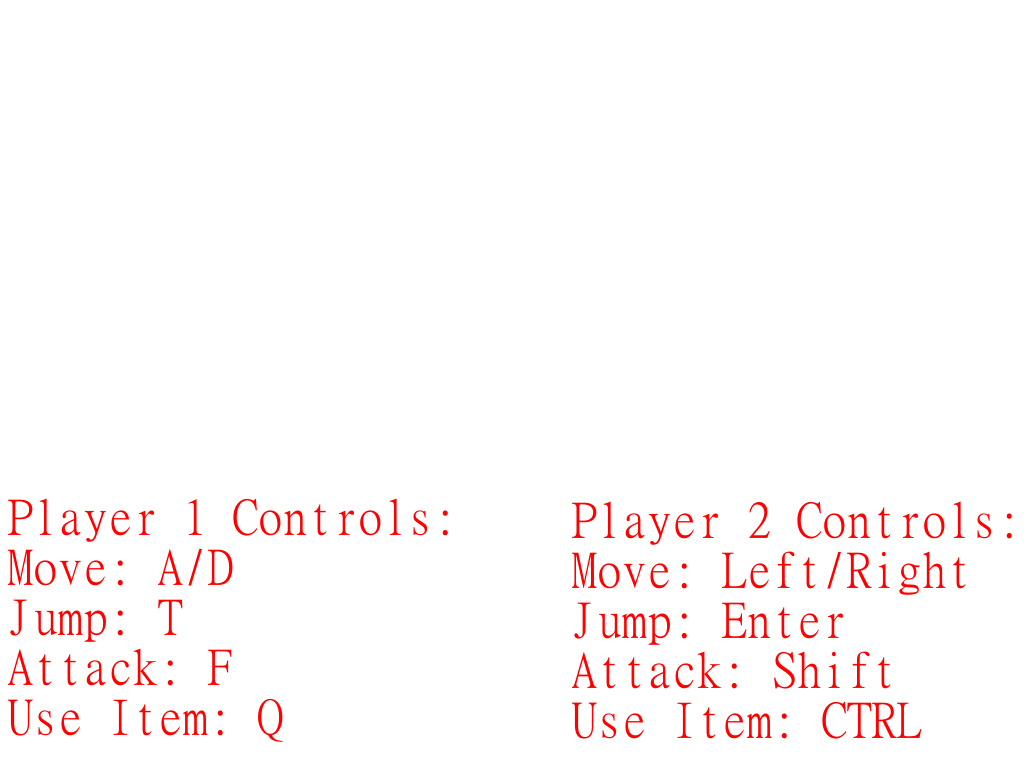 Player 1 Controls:
Move: A/D
Jump: T
Attack: F
Use Item: Q
Player 2 Controls:
Move: Left/Right
Jump: Enter
Attack: Shift
Use Item: CTRL